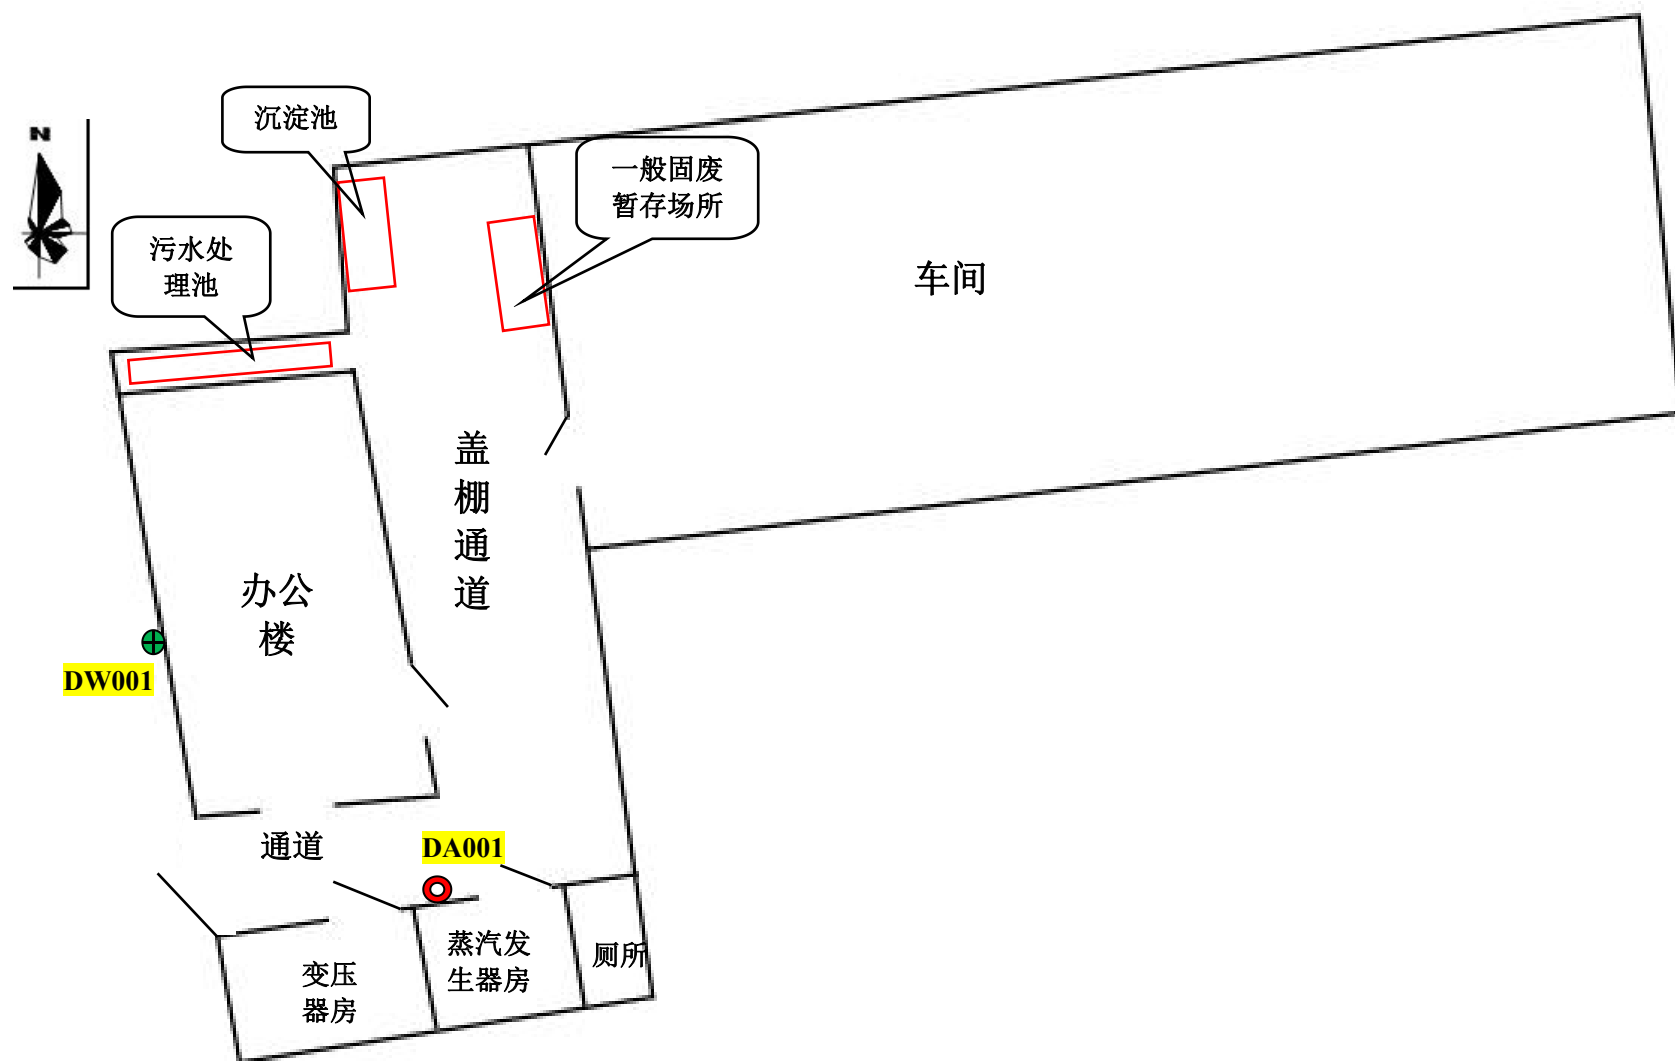 N
沉淀池
一般固废
暂存场所
污水处
理池
车间
盖
棚
通
道
办公
楼
DW001
通道
DA001
蒸汽发
生器房
厕所
变压
器房